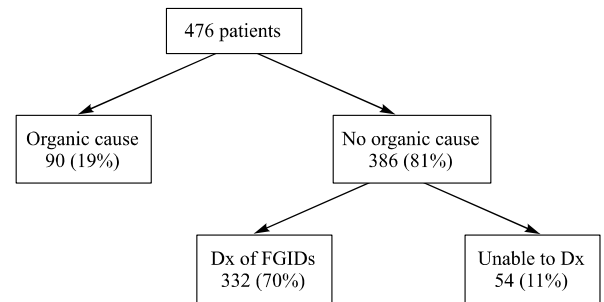 476 patients
Organic cause
90 (19%)
No organic cause
386 (81%)
Dx of FGIDs
332 (70%)
Unable to Dx
54 (11%)